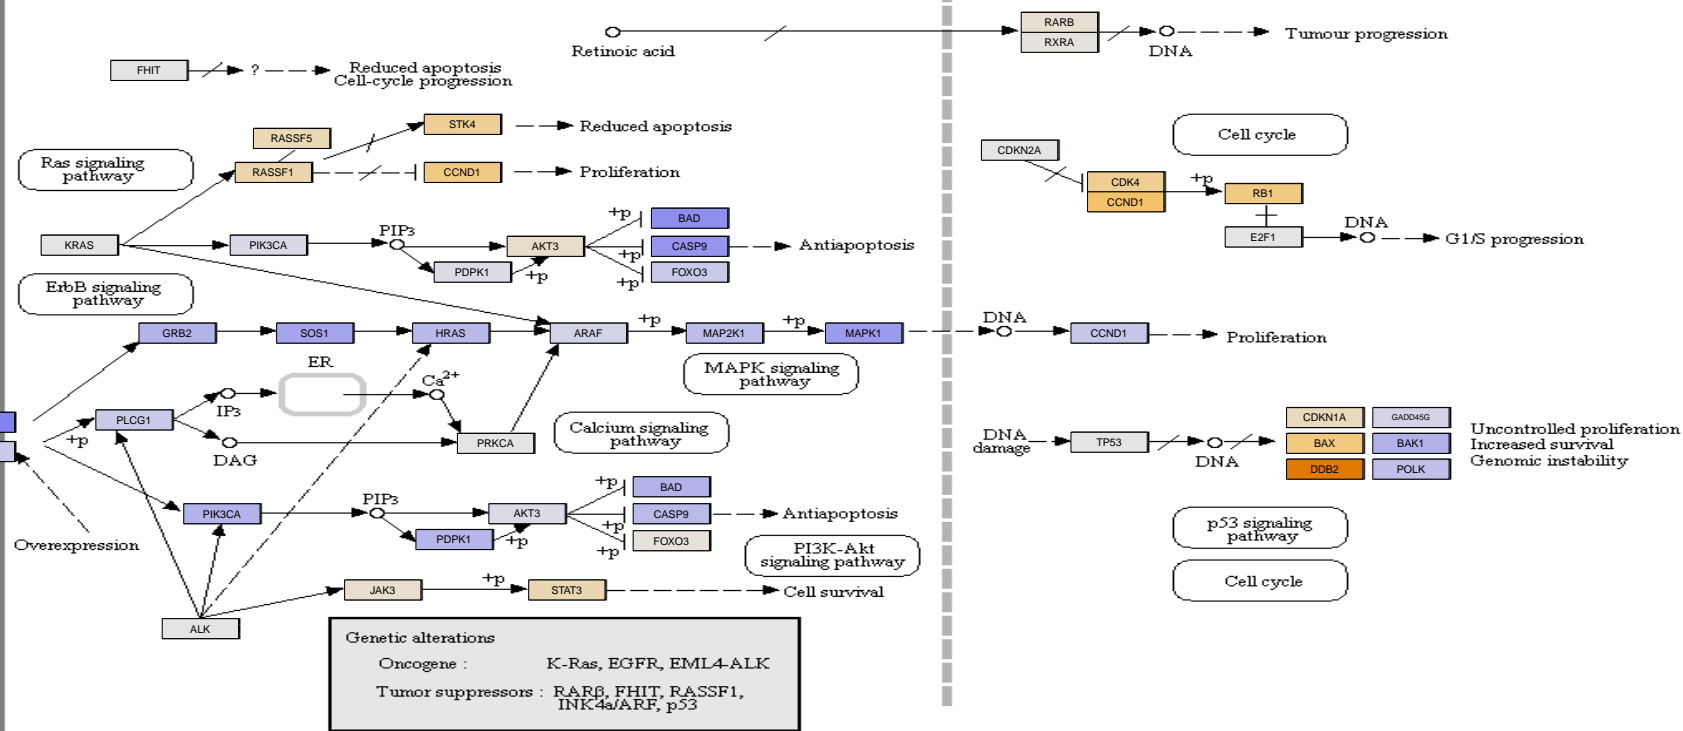 RARB
RXRA
Retinoic acid
DNA
Tumour progression
FHIT
?
Reduced apoptosis
Cell-cycle progression
STK4
Reduced apoptosis
RASSF5
RASSF1
CCND1
Proliferation
Ras signaling
pathway
Cell cycle
CDKN2A
CDK4
CCND1
+p
RB1
E2F1
DNA
G1/S progression
KRAS
PIK3CA
PIP3
PDPK1
+p
AKT3
+p
+p
+p
BAD
CASP9
FOXO3
Antiapoptosis
ErbB signaling
pathway
GRB2
SOS1
HRAS
ARAF
+p
MAP2K1
+p
MAPK1
DNA
CCND1
Proliferation
MAPK signaling
pathway
ER
Ca2+
IP3
PLCG1
+p
DAG
PRKCA
Calcium signaling
pathway
DNA
damage
TP53
DNA
CDKN1A
GADD45G
BAX
BAK1
DDB2
POLK
Uncontrolled proliferation
Increased survival
Genomic instability
PIK3CA
PIP3
PDPK1
+p
AKT3
+p
+p
+p
BAD
CASP9
FOXO3
Antiapoptosis
PI3K-Akt
signaling pathway
p53 signaling
pathway
Cell cycle
Overexpression
JAK3
+p
STAT3
Cell survival
ALK
Genetic alterations
Oncogene : K-Ras, EGFR, EML4-ALK
Tumor suppressors : RARβ, FHIT, RASSF1,
INK4a/ARF, p53